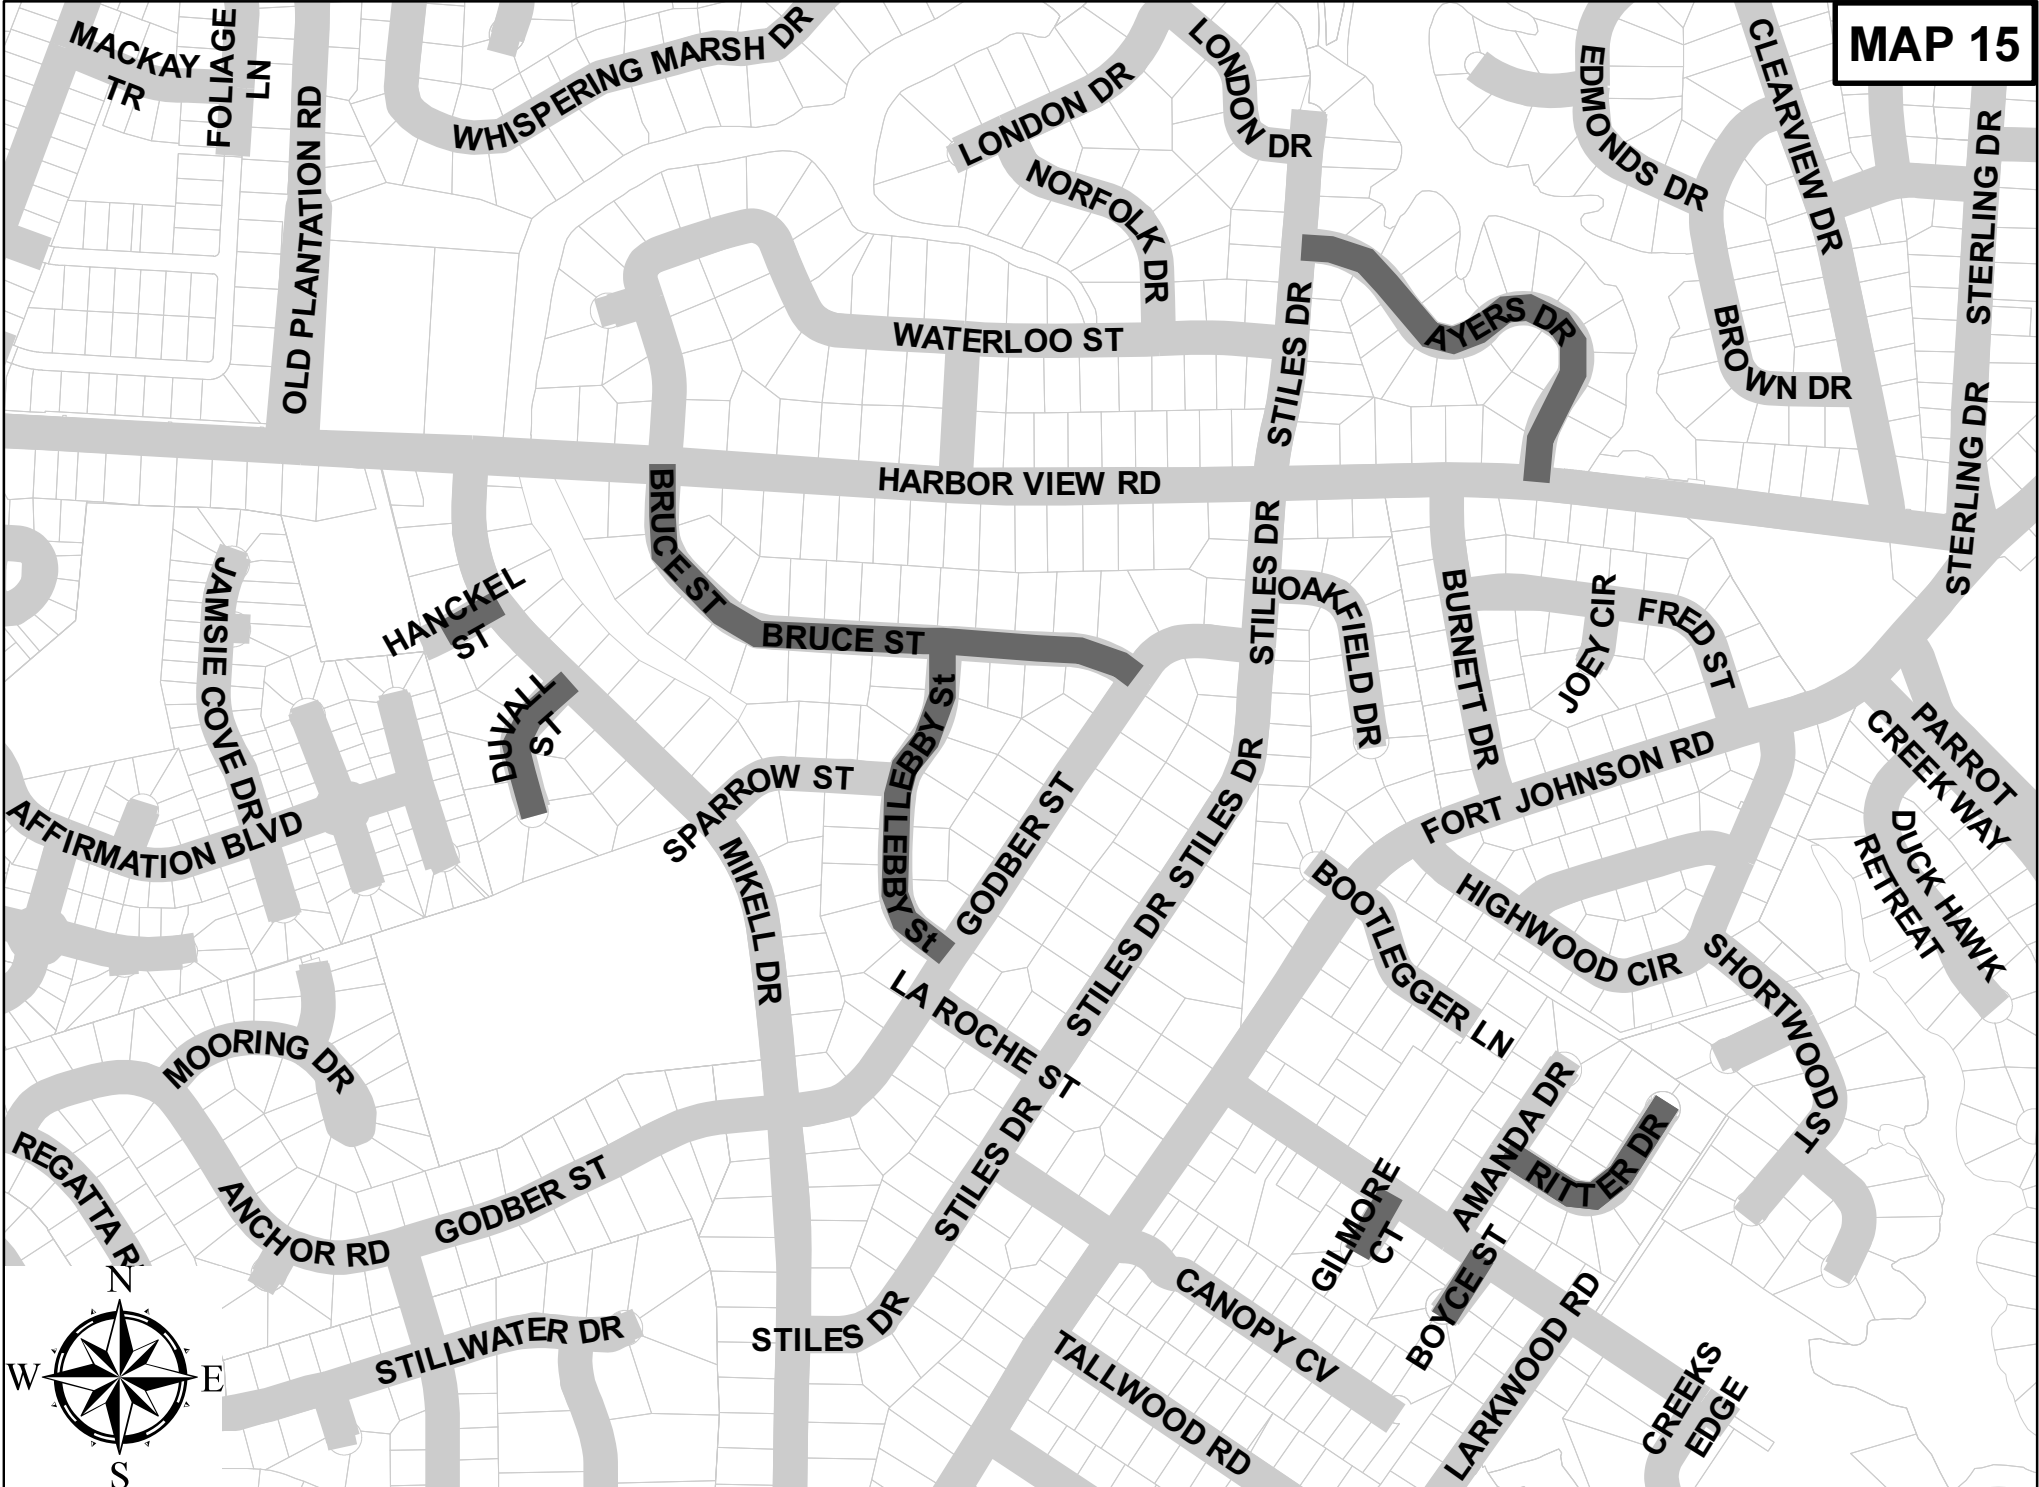 MAP 15
MACKAY
TR
FOLIAGE
LN
OLD PLANTATION RD
WHISPERING MARSH DR
LONDON DR
LONDON DR
NORFOLK DR
EDMONDS DR
CLEARVIEW DR
STERLING DR
STERLING DR
STERLING DR
BROWN DR
WATERLOO ST
STILES DR
STILES DR
AYERS DR
HARBOR VIEW RD
BRUCE ST
BRUCE ST
STILES DR
STILES DR
OAKFIELD DR
BURNETT DR
JOEY CIR
FRED ST
JAMSIE COVE DR
HANCKEL
ST
DUVALL
ST
SPARROW ST
ILLEBBY St
ILLEBBY St
GODBER ST
STILES DR
STILES DR
FORT JOHNSON RD
PARROT
CREEK WAY
DUCK HAWK
RETREAT
AFFIRMATION BLVD
MIKELL DR
LA ROCHE ST
BOOTLEGGER LN
HIGHWOOD CIR
SHORTWOOD ST
MOORING DR
AMANDA DR
RITTER DR
REGATTA R
ANCHOR RD
GODBER ST
STILES DR
GILMORE
CT
BOYCE ST
STILLWATER DR
STILES DR
CANOPY CV
TALLWOOD RD
LARKWOOD RD
CREEKS
EDGE
N
W
E
S